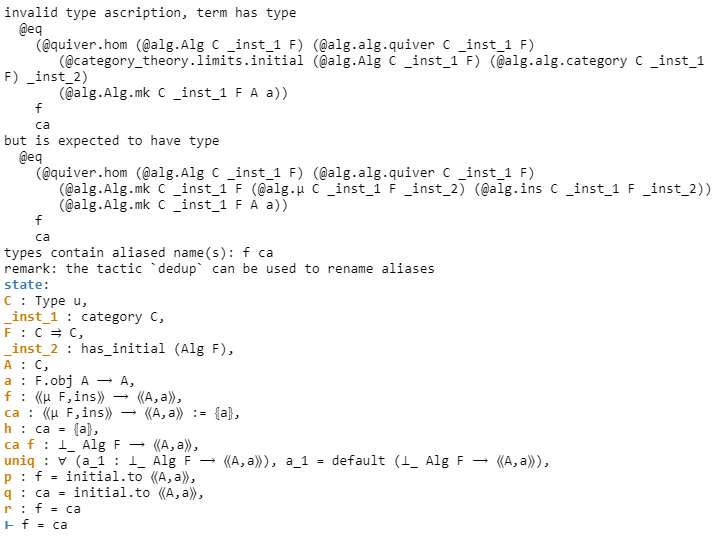 invalid type ascription, term has type
  @eq
    (@quiver.hom (@alg.Alg C _inst_1 F) (@alg.alg.quiver C _inst_1 F)
       (@category_theory.limits.initial (@alg.Alg C _inst_1 F) (@alg.alg.category C _inst_1
F) _inst_2)
       (@alg.Alg.mk C _inst_1 F A a))
    f
    ca
but is expected to have type
  @eq
    (@quiver.hom (@alg.Alg C _inst_1 F) (@alg.alg.quiver C _inst_1 F)
       (@alg.Alg.mk C _inst_1 F (@alg.μ C _inst_1 F _inst_2) (@alg.ins C _inst_1 F _inst_2))
       (@alg.Alg.mk C _inst_1 F A a))
    f
    ca
types contain aliased name(s): f ca
remark: the tactic `dedup` can be used to rename aliases
state:
C : Type u,
_inst_1 : category C,
F : C ⥤ C,
_inst_2 : has_initial (Alg F),
A : C,
a : F.obj A ⟶ A,
f : ⟪μ F,ins⟫ ⟶ ⟪A,a⟫,
ca : ⟪μ F,ins⟫ ⟶ ⟪A,a⟫ := ⦃a⦄,
h : ca = ⦃a⦄,
ca f : ⊥_ Alg F ⟶ ⟪A,a⟫,
uniq : ∀ (a_1 : ⊥_ Alg F ⟶ ⟪A,a⟫), a_1 = default (⊥_ Alg F ⟶ ⟪A,a⟫),
p : f = initial.to ⟪A,a⟫,
q : ca = initial.to ⟪A,a⟫,
r : f = ca
⊢ f = ca